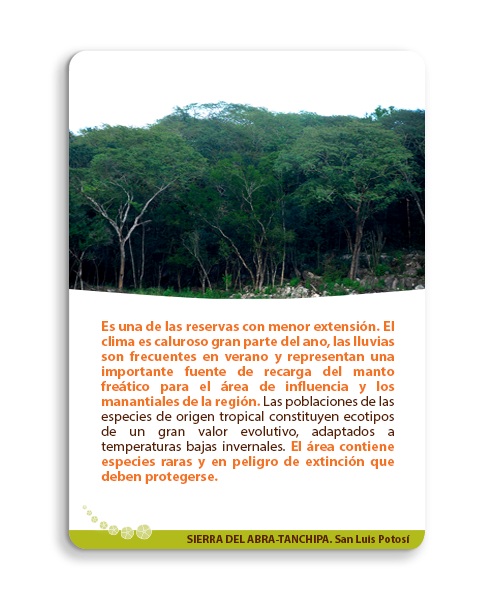 Es una de las reservas con menor extensión. El
clima es caluroso gran parte del ano, las lluvias
son frecuentes en verano y representan una
importante fuente de recarga del manto
freático para el área de influencia y los
manantiales de la región. Las poblaciones de las
especies de origen tropical constituyen ecotipos
de un gran valor evolutivo, adaptados a
temperaturas bajas invernales. El área contiene
especies raras y en peligro de extinción que
deben protegerse.
SIERRA DEL ABRA-TANCHIPA. San Luis Potosí